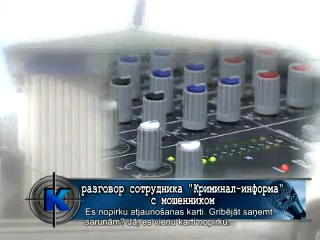 разговор сотрудника "Криминал-информа"
с мошенником
Es nopirku atjaunošanas karti. Gribējāt saņemt
sarunām? Jā, es vienu karti nopirku.
К